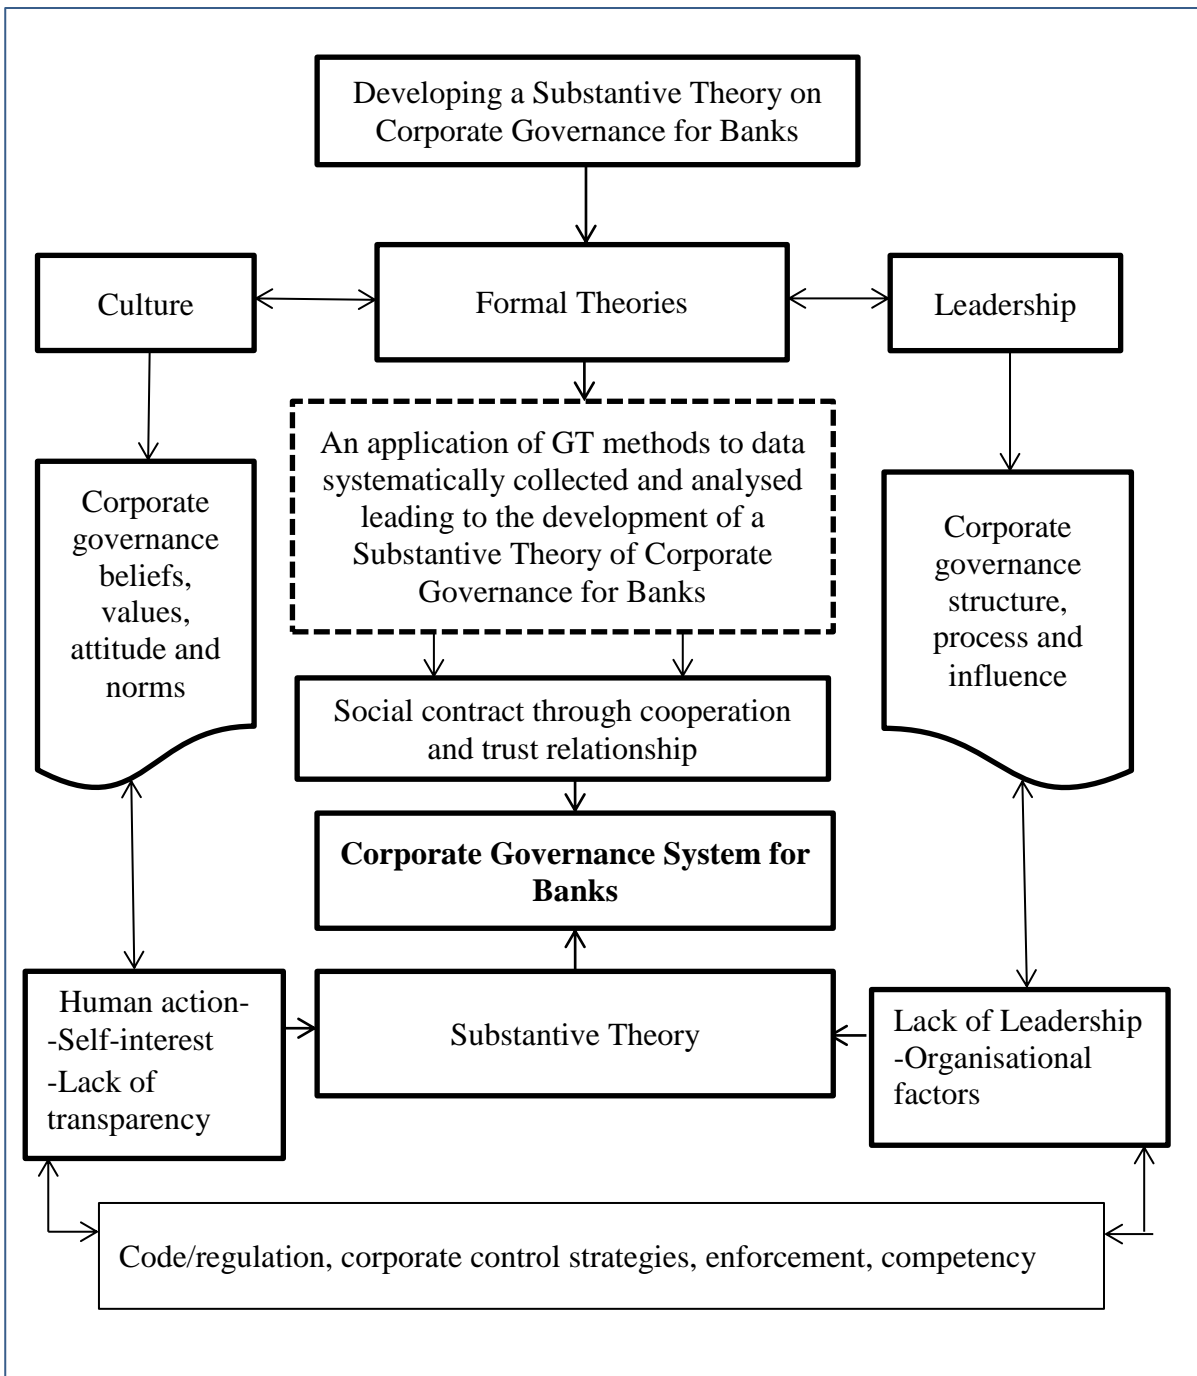 Developing a Substantive Theory on
Corporate Governance for Banks
Culture
Formal Theories
Leadership
An application of GT methods to data
systematically collected and analysed
leading to the development of a
Substantive Theory of Corporate
Governance for Banks
Corporate
governance
beliefs,
values,
attitude and
norms
Corporate
governance
structure,
process and
influence
Social contract through cooperation
and trust relationship
Corporate Governance System for
Banks
Human action-
-Self-interest
-Lack of
transparency
Substantive Theory
Lack of Leadership
-Organisational
factors
Code/regulation, corporate control strategies, enforcement, competency